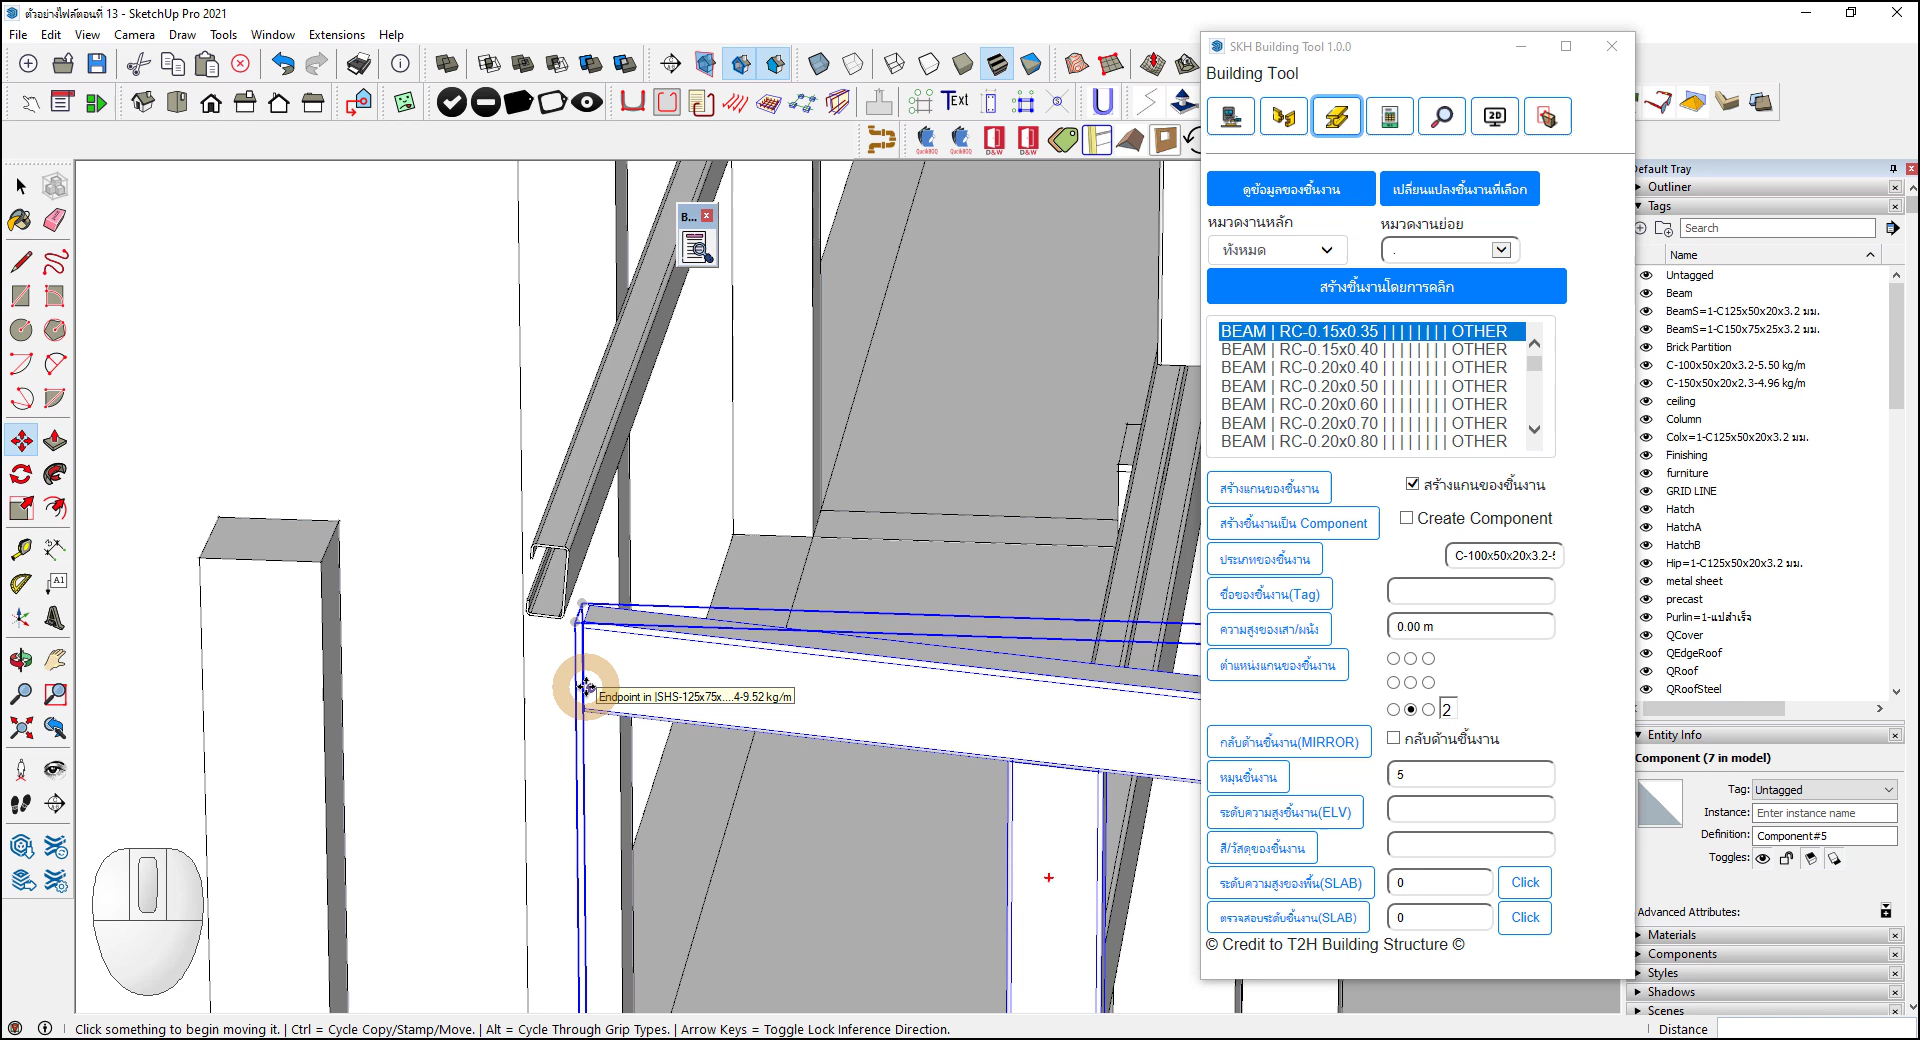 ตัวอย่างไฟล์ตอนที่ 13 - SketchUp Pro 2021
File Edit View Camera Draw Tools Window Extensions Help
SKH Building Tool 1.0.0
Building Tool
Text
2D
QuickBOQ QuickBOQ D&W D&W
B...
A1
ดูข้อมูลของชิ้นงาน เปลี่ยนแปลงชิ้นงานที่เลือก
หมวดงานหลัก หมวดงานย่อย
ทั้งหมด .
สร้างชิ้นงานโดยการคลิก
BEAM | RC-0.15x0.35 | | | | | | | | OTHER
BEAM | RC-0.15x0.40 | | | | | | | | OTHER
BEAM | RC-0.20x0.40 | | | | | | | | OTHER
BEAM | RC-0.20x0.50 | | | | | | | | OTHER
BEAM | RC-0.20x0.60 | | | | | | | | OTHER
BEAM | RC-0.20x0.70 | | | | | | | | OTHER
BEAM | RC-0.20x0.80 | | | | | | | | OTHER
สร้างแกนของชิ้นงาน สร้างแกนของชิ้นงาน
สร้างชิ้นงานเป็น Component Create Component
ประเภทของชิ้นงาน C-100x50x20x3.2-5
ชื่อของชิ้นงาน(Tag)
ความสูงของเสา/ผนัง 0.00 m
ตำแหน่งแกนของชิ้นงาน
2
กลับด้านชิ้นงาน(MIRROR) กลับด้านชิ้นงาน
หมุนชิ้นงาน 5
ระดับความสูงชิ้นงาน(ELV)
สี/วัสดุของชิ้นงาน
ระดับความสูงของพื้น(SLAB) 0 Click
ตรวจสอบระดับชิ้นงาน(SLAB) 0 Click
© Credit to T2H Building Structure ©
Endpoint in |SHS-125x75x....4-9.52 kg/m
Default Tray
Outliner
Tags
Search
Name
Untagged
Beam
BeamS=1-C125x50x20x3.2 มม.
BeamS=1-C150x75x25x3.2 มม.
Brick Partition
C-100x50x20x3.2-5.50 kg/m
C-150x50x20x2.3-4.96 kg/m
ceiling
Column
Colx=1-C125x50x20x3.2 มม.
Finishing
furniture
GRID LINE
Hatch
HatchA
HatchB
Hip=1-C125x50x20x3.2 มม.
metal sheet
precast
Purlin=1-แปสำเร็จ
QCover
QEdgeRoof
QRoof
QRoofSteel
Entity Info
Component (7 in model)
Tag: Untagged
Instance: Enter instance name
Definition: Component#5
Toggles:
Advanced Attributes:
Materials
Components
Styles
Shadows
Scenes
Click something to begin moving it. | Ctrl = Cycle Copy/Stamp/Move. | Alt = Cycle Through Grip Types. | Arrow Keys = Toggle Lock Inference Direction.
Distance